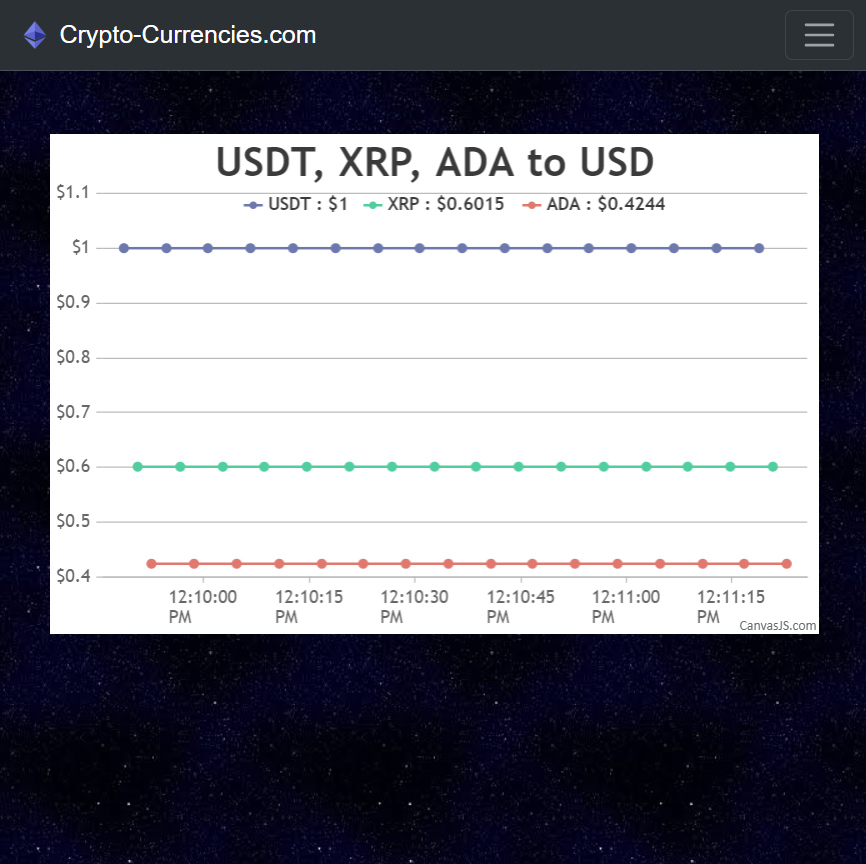 Crypto-Currencies.com
USDT, XRP, ADA to USD
USDT : $1 XRP : $0.6015 ADA : $0.4244
$1.1
$1
$0.9
$0.8
$0.7
$0.6
$0.5
$0.4
12:10:00 PM
12:10:15 PM
12:10:30 PM
12:10:45 PM
12:11:00 PM
12:11:15 PM
CanvasJS.com